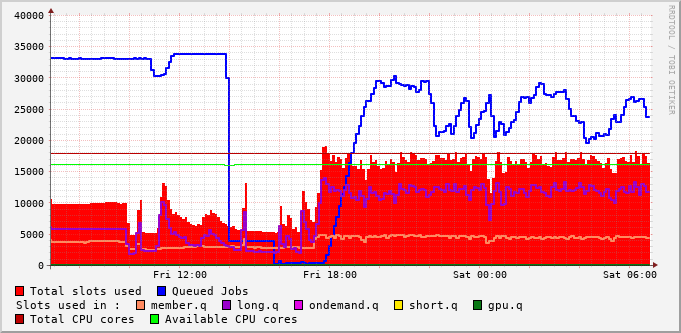 40000
35000
30000
25000
20000
15000
10000
5000
0
Fri 12:00 Fri 18:00 Sat 00:00 Sat 06:00
RRDTOOL / TOBI OETIKER
Total slots used Queued Jobs
Slots used in : member.q long.q ondemand.q short.q gpu.q
Total CPU cores Available CPU cores